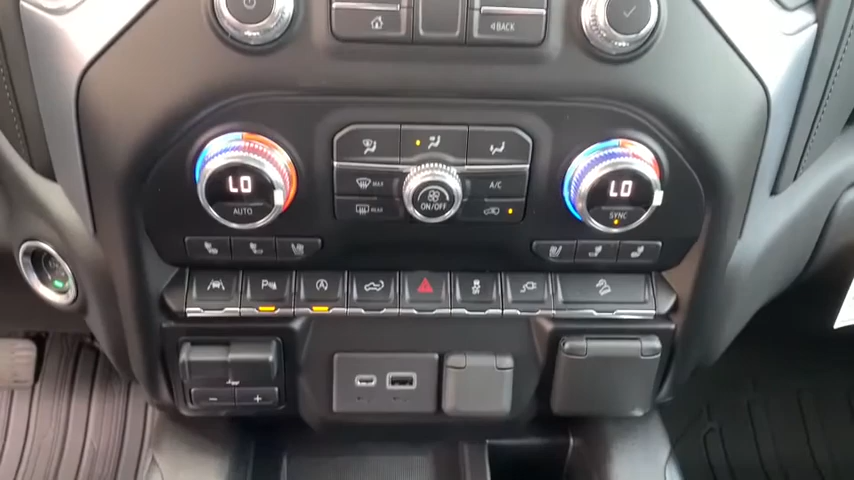 BACK
LO
LO
MAX
A/C
AUTO
ON/OFF
SYNC
REAR
P
A
− +